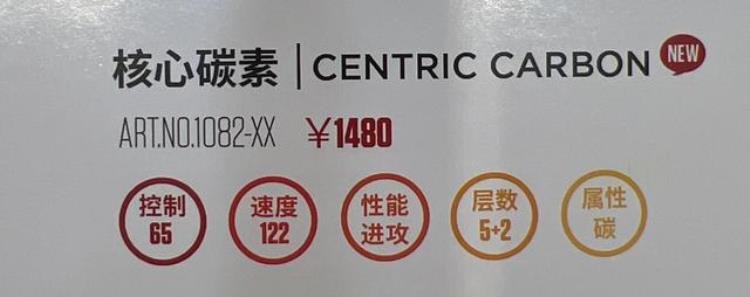 核心碳素 | CENTRIC CARBON NEW
ART.NO.1082-XX ¥1480
控制 速度 性能 层数 属性
65 122 进攻 5+2 碳